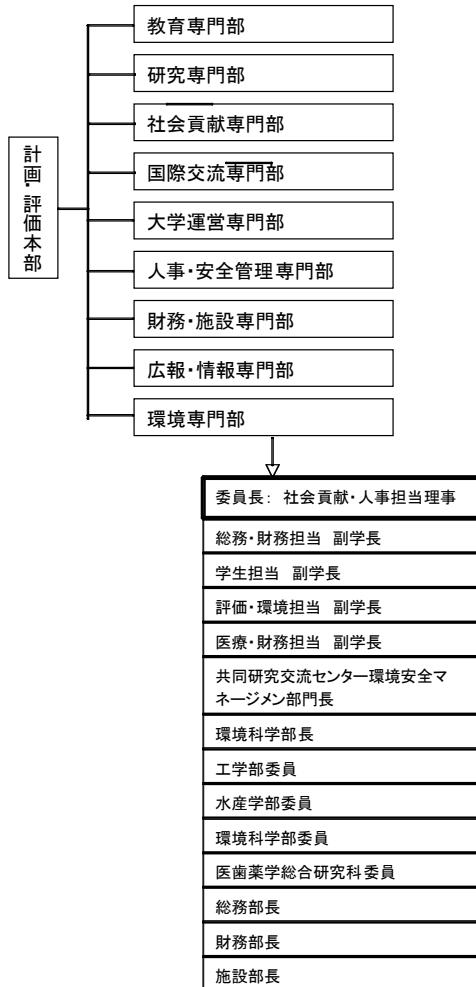 教育専門部
研究専門部
社会貢献専門部
国際交流専門部
計画・評価本部
大学運営専門部
人事・安全管理専門部
財務・施設専門部
広報・情報専門部
環境専門部
委員長： 社会貢献・人事担当理事
総務・財務担当　副学長
学生担当　副学長
評価・環境担当　副学長
医療・財務担当　副学長
共同研究交流センター環境安全マ
ネージメン部門長
環境科学部長
工学部委員
水産学部委員
環境科学部委員
医歯薬学総合研究科委員
総務部長
財務部長
施設部長